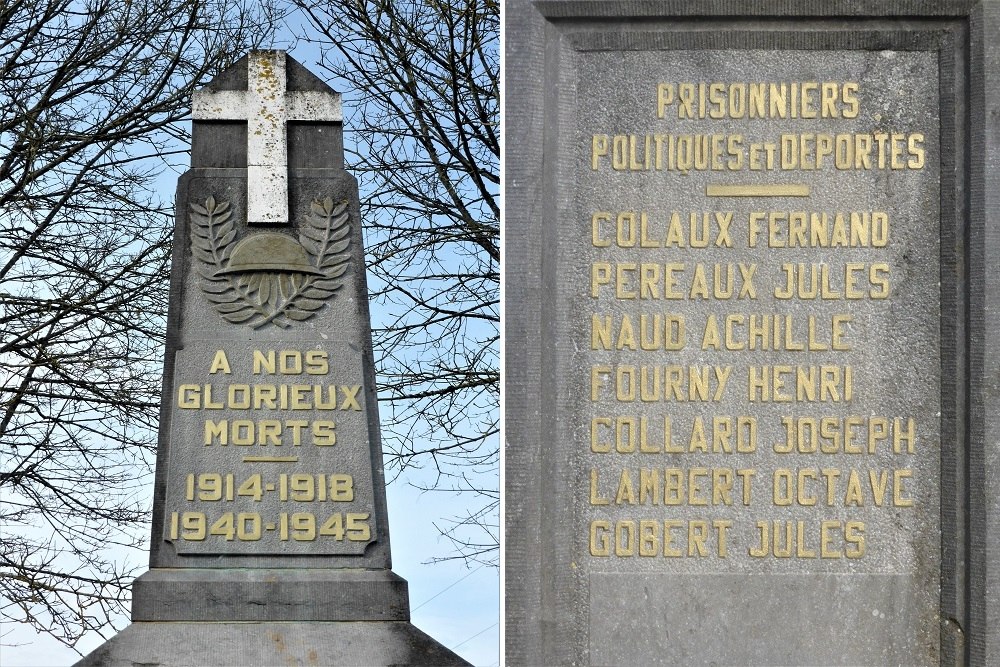 A NOS
GLORIEUX
MORTS
1914-1918
1940-1945
PRISONNIERS
POLITIQUES ET DEPORTES
COLAUX FERNAND
PEREAUX JULES
NAUD ACHILLE
FOURNY HENRI
COLLARD JOSEPH
LAMBERT OCTAVE
GOBERT JULES